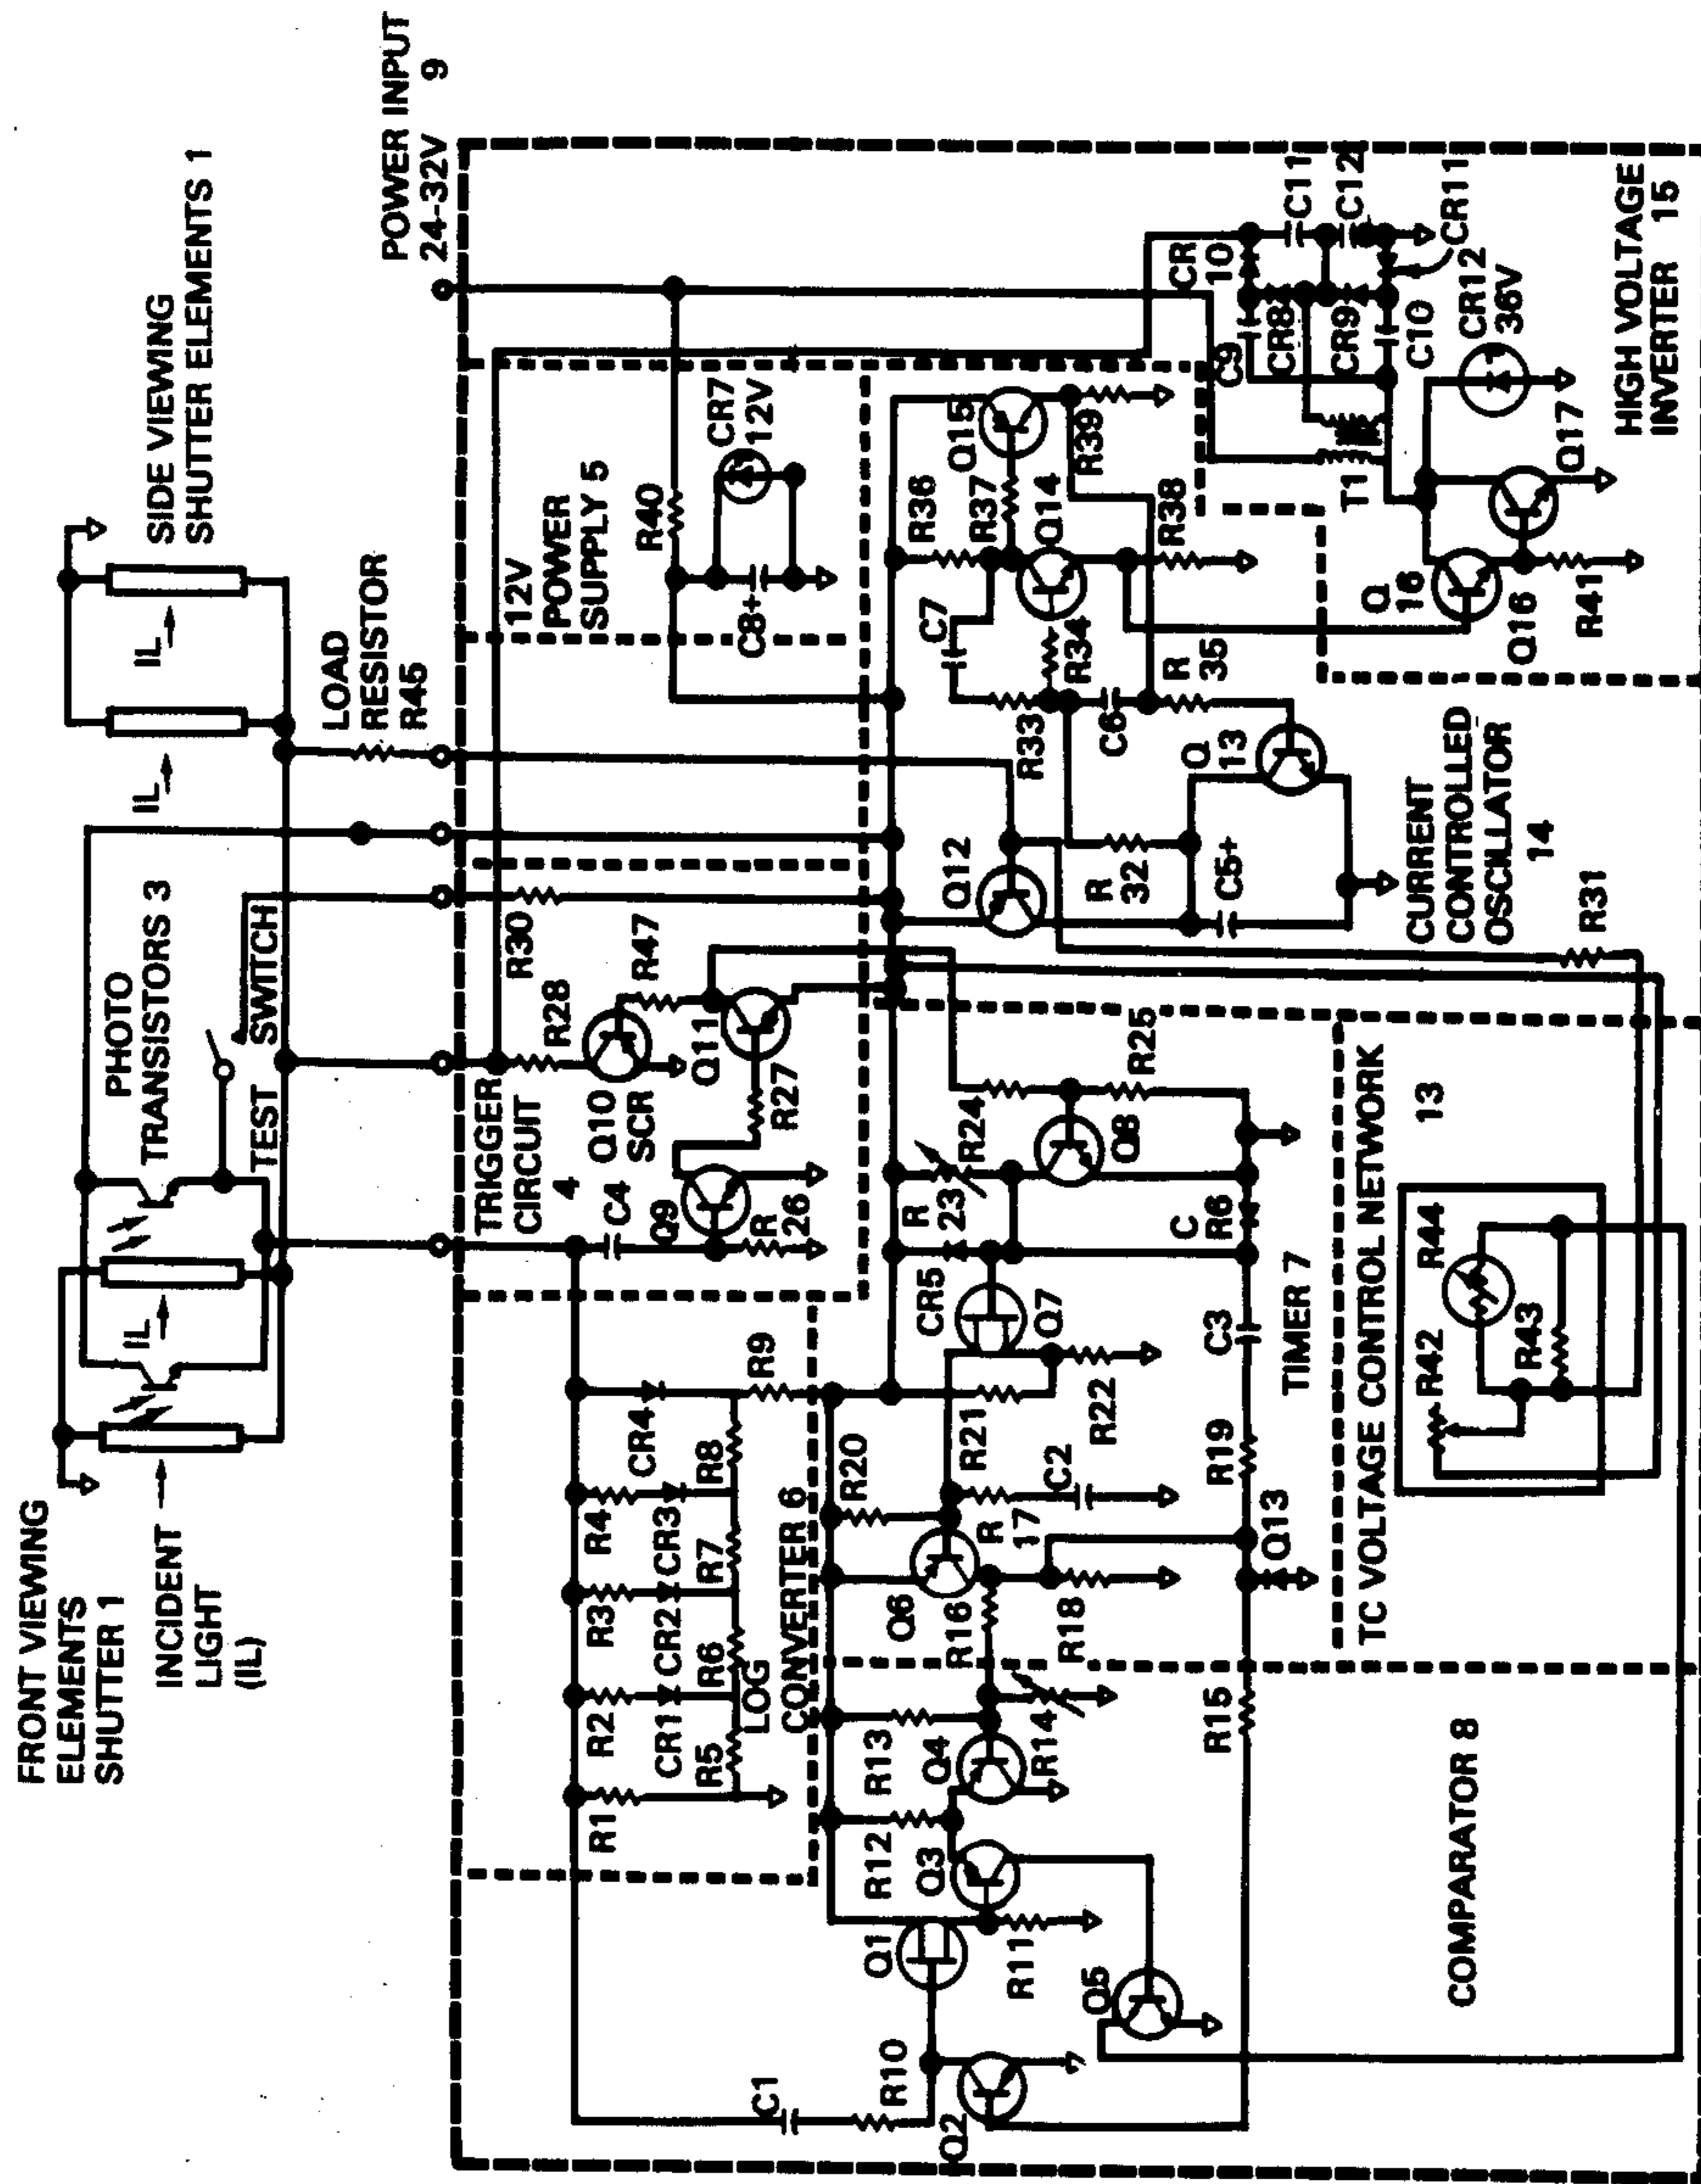 FRONT VIEWING
ELEMENTS
SHUTTER 1
INCIDENT
LIGHT
(IL)
IL
PHOTO
TRANSISTORS 3
TEST
SWITCH
IL
IL
SIDE VIEWING
SHUTTER ELEMENTS 1
LOAD
RESISTOR
R45
POWER INPUT
24-32V 9
R1
R2
R3
R4
CR1
CR2
CR3
CR4
R5
R6
R7
R8
R9
LOG
CONVERTER 6
TRIGGER
CIRCUIT
4
C4
Q9
R
26
Q10
SCR
R28
R30
R47
Q11
R27
12V
POWER
SUPPLY 5
R40
C8+
CR7
12V
C1
R10
Q2
Q1
R11
Q5
R12
Q3
R13
Q4
R14
R15
COMPARATOR 8
R16
Q6
R20
R
17
R18
C2
R21
R22
Q7
CR5
R19
C3
Q13
R
23
R24
Q8
R25
C
R6
TIMER 7
TC VOLTAGE CONTROL NETWORK
13
R42
R43
R44
R31
Q12
R
32
C5+
Q
13
CURRENT
CONTROLLED
OSCILLATOR
14
R33
C6
R34
R
35
C7
R36
R37
Q14
R38
Q15
R39
Q
16
Q16
R41
Q17
T1
C9
CR8
CR9
C10
CR
10
C11
C12
CR11
CR12
36V
HIGH VOLTAGE
INVERTER 15